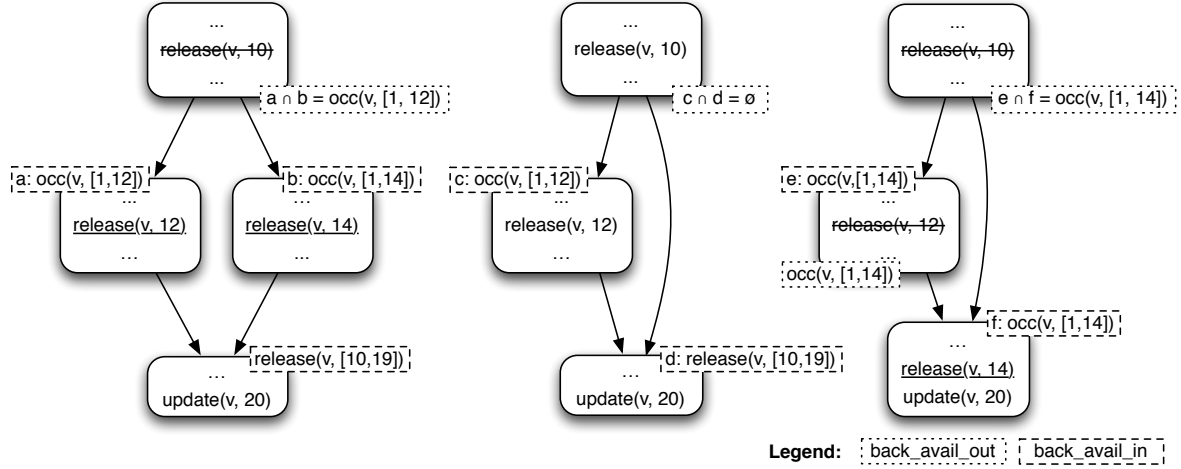 ...
release(v, 10)
...
a ∩ b = occ(v, [1, 12])
a: occ(v, [1,12])
...
release(v, 12)
...
b: occ(v, [1,14])
...
release(v, 14)
...
release(v, [10,19])
...
update(v, 20)
...
release(v, 10)
...
c ∩ d = ø
c: occ(v, [1,12])
...
release(v, 12)
...
d: release(v, [10,19])
...
update(v, 20)
...
release(v, 10)
...
e ∩ f = occ(v, [1, 14])
e: occ(v,[1,14])
...
release(v, 12)
...
occ(v, [1,14])
f: occ(v, [1,14])
...
release(v, 14)
update(v, 20)
Legend: back_avail_out back_avail_in